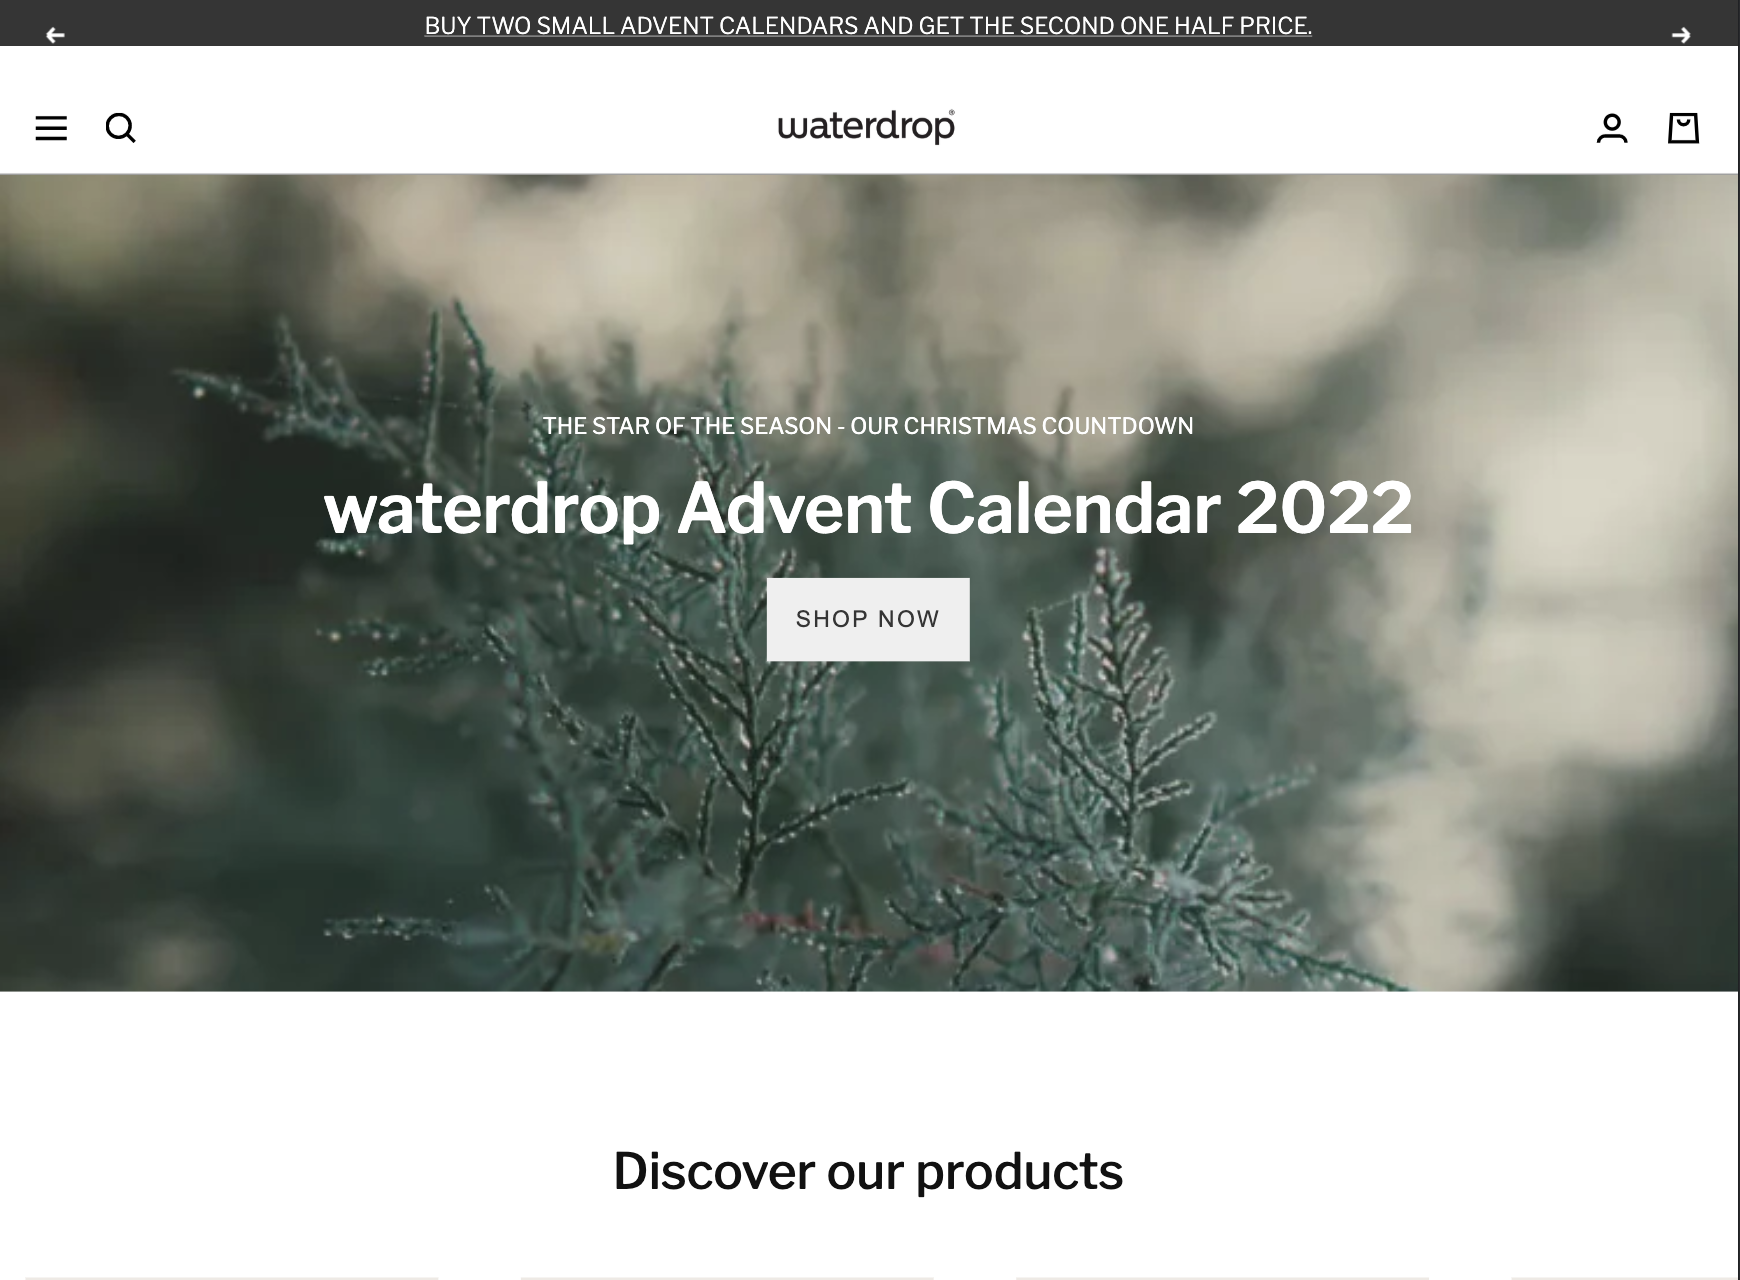 BUY TWO SMALL ADVENT CALENDARS AND GET THE SECOND ONE HALF PRICE.
waterdrop®
THE STAR OF THE SEASON - OUR CHRISTMAS COUNTDOWN
waterdrop Advent Calendar 2022
SHOP NOW
Discover our products